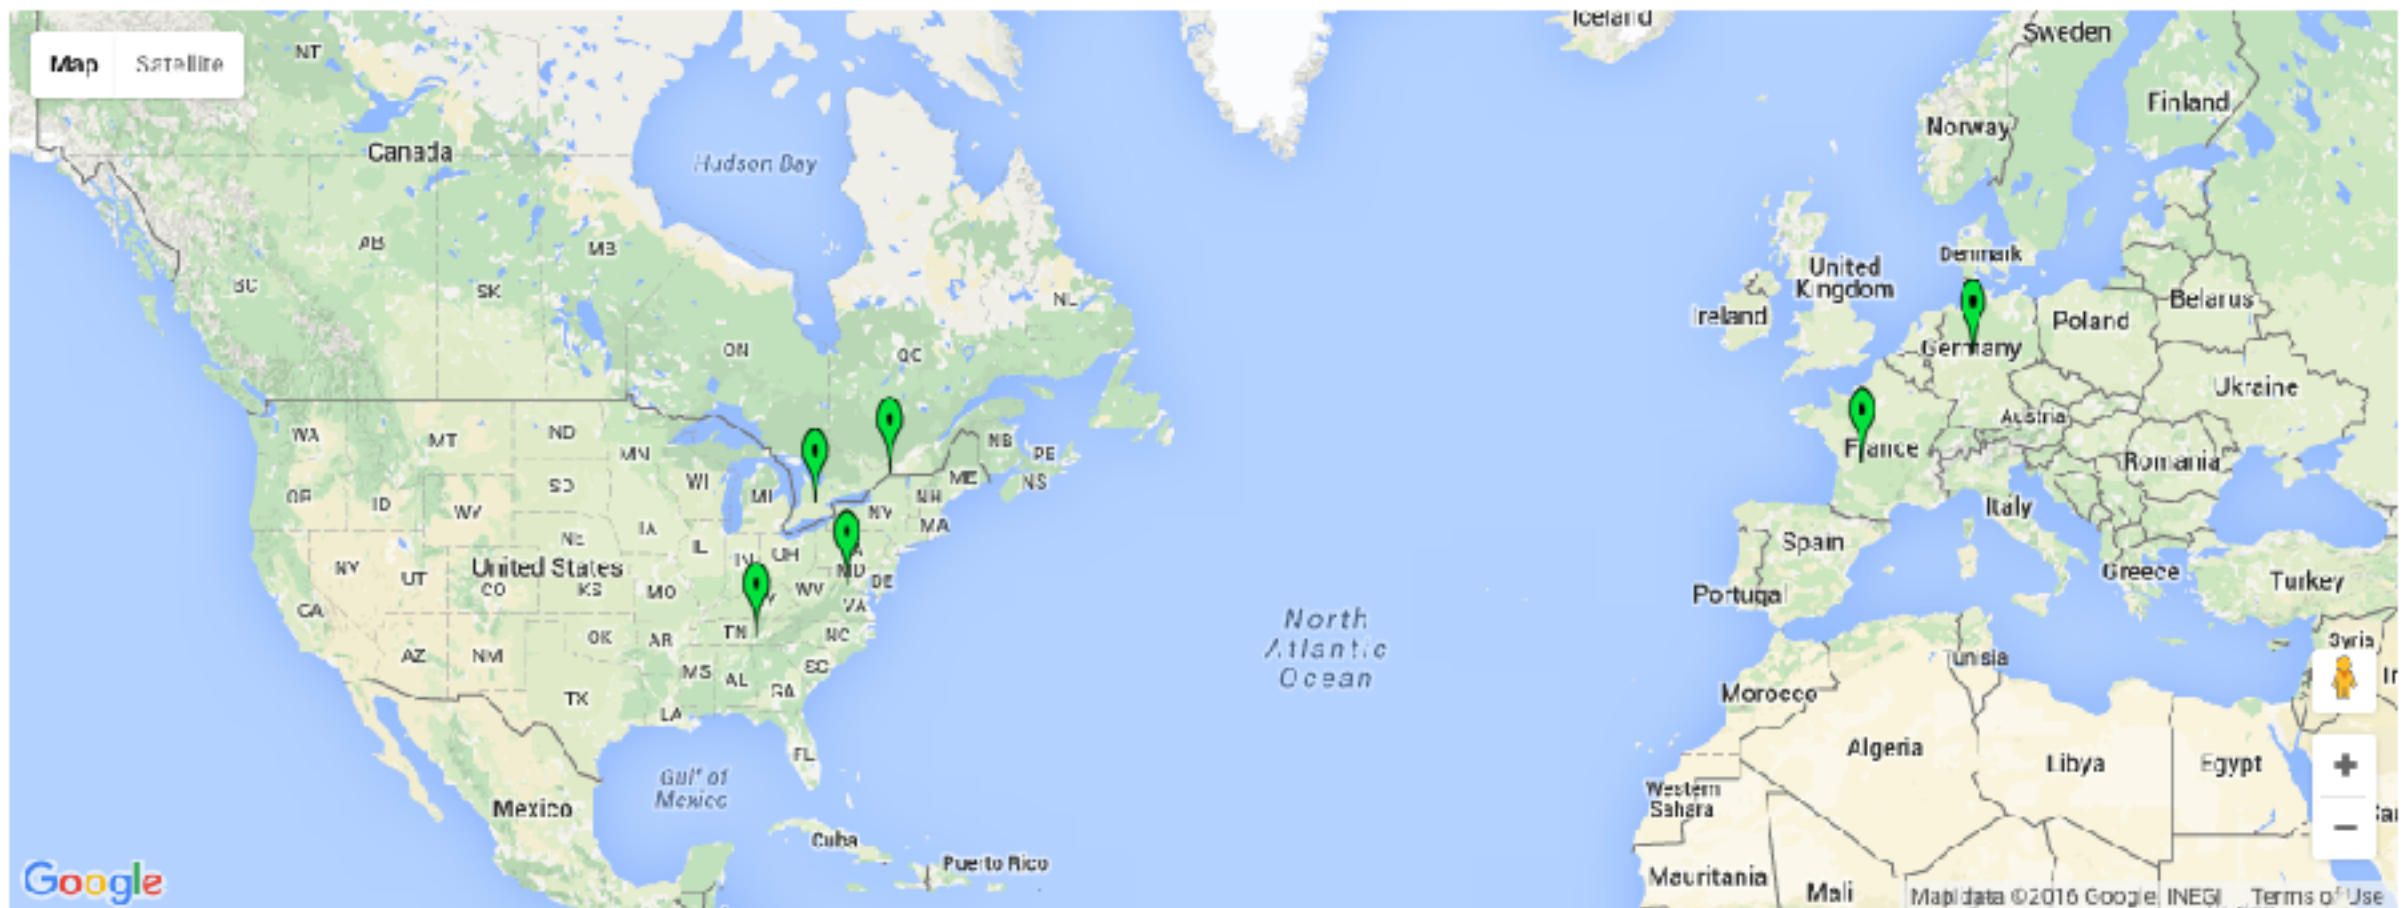 Iceland
Sweden
Map Satellite
NT
Finland
Norway
Canada
Hudson Bay
AB
MB
Denmark
BC
SK
United
Kingdom
NL
Belarus
Ireland
Poland
ON
QC
Germany
Ukraine
Austria
WA
MT
ND
MN
NB
PE
France
Romania
OR
ID
WY
SD
WI
MI
ME
NS
NH
NY
MA
Italy
NE
IA
IL
IN
OH
Spain
NV
UT
United States
CO
KS
MO
WV
MD
DE
VA
Greece
Turkey
Portugal
CA
OK
AR
TN
NC
North
Atlantic
Ocean
Syria
Tunisia
AZ
NM
MS
AL
GA
SC
Morocco
TX
LA
FL
Algeria
Libya
Egypt
Gulf of
Mexico
Western
Sahara
Mexico
Cuba
Puerto Rico
Mauritania
Mali
Google
Map data ©2016 Google, INEGI Terms of Use